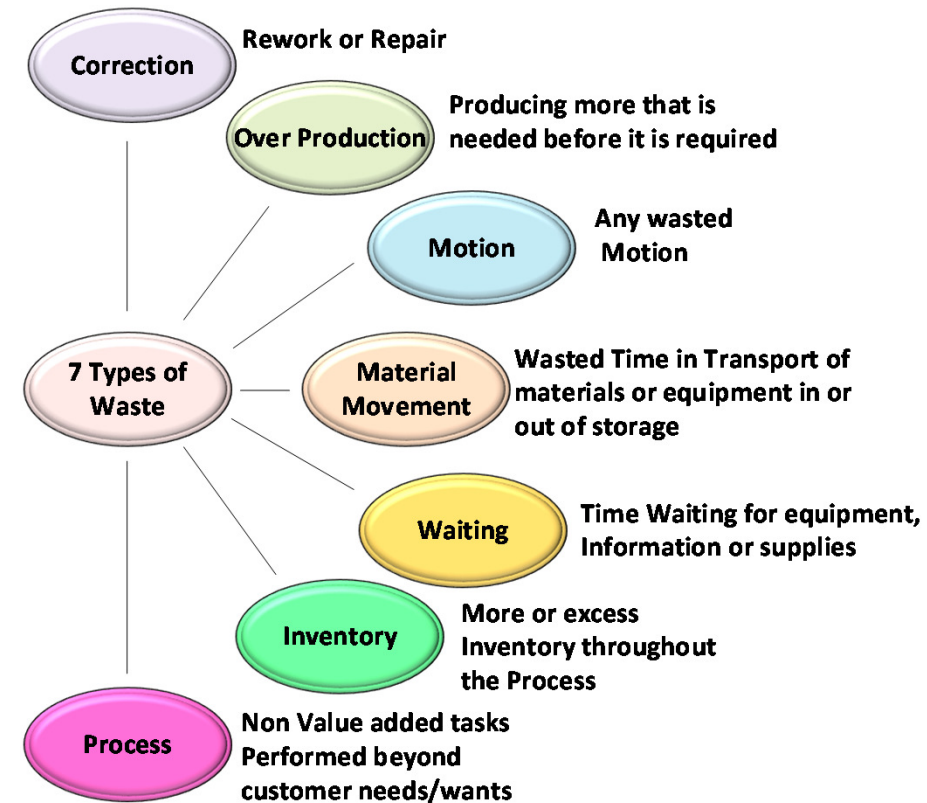 Correction
Rework or Repair
Over Production
Producing more that is
needed before it is required
Motion
Any wasted
Motion
7 Types of
Waste
Material
Movement
Wasted Time in Transport of
materials or equipment in or
out of storage
Waiting
Time Waiting for equipment,
Information or supplies
Inventory
More or excess
Inventory throughout
the Process
Process
Non Value added tasks
Performed beyond
customer needs/wants